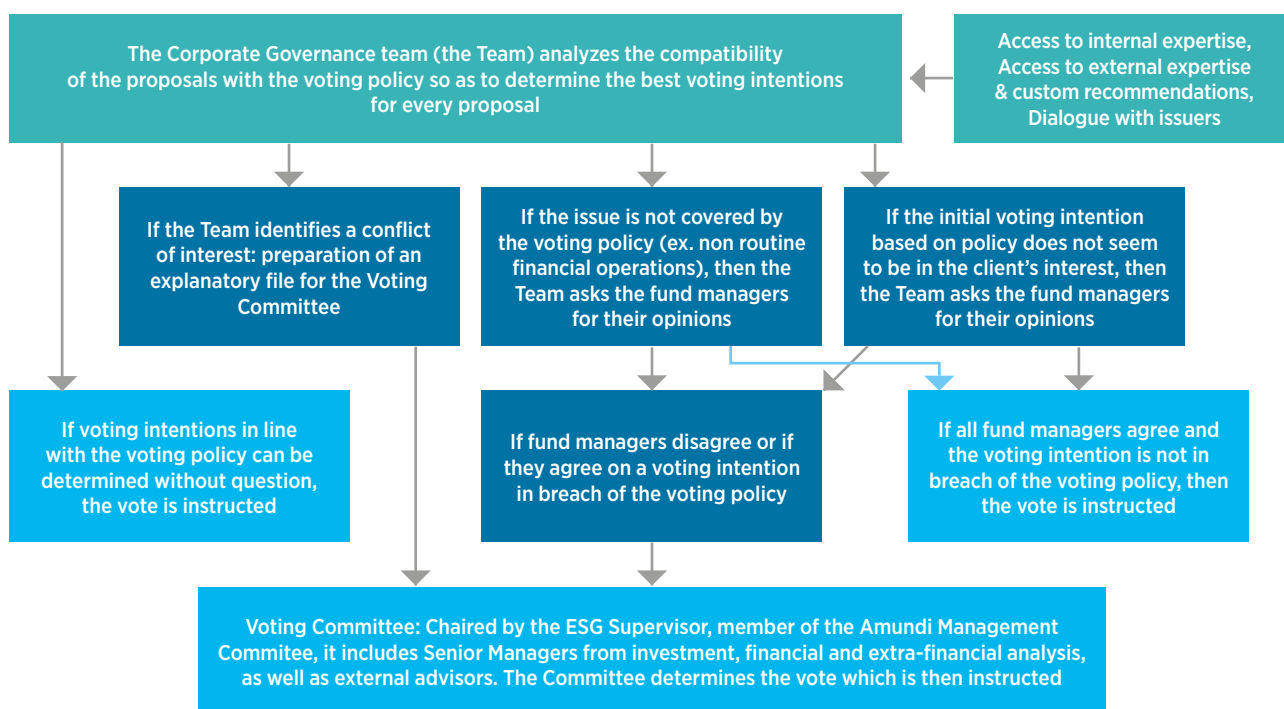 The Corporate Governance team (the Team) analyzes the compatibility
of the proposals with the voting policy so as to determine the best voting intentions
for every proposal
Access to internal expertise,
Access to external expertise
& custom recommendations,
Dialogue with issuers
If the Team identifies a conflict
of interest: preparation of an
explanatory file for the Voting
Committee
If the issue is not covered by
the voting policy (ex. non routine
financial operations), then the
Team asks the fund managers
for their opinions
If the initial voting intention
based on policy does not seem
to be in the client’s interest, then
the Team asks the fund managers
for their opinions
If voting intentions in line
with the voting policy can be
determined without question,
the vote is instructed
If fund managers disagree or if
they agree on a voting intention
in breach of the voting policy
If all fund managers agree and
the voting intention is not in
breach of the voting policy, then
the vote is instructed
Voting Committee: Chaired by the ESG Supervisor, member of the Amundi Management
Commitee, it includes Senior Managers from investment, financial and extra-financial analysis,
as well as external advisors. The Committee determines the vote which is then instructed